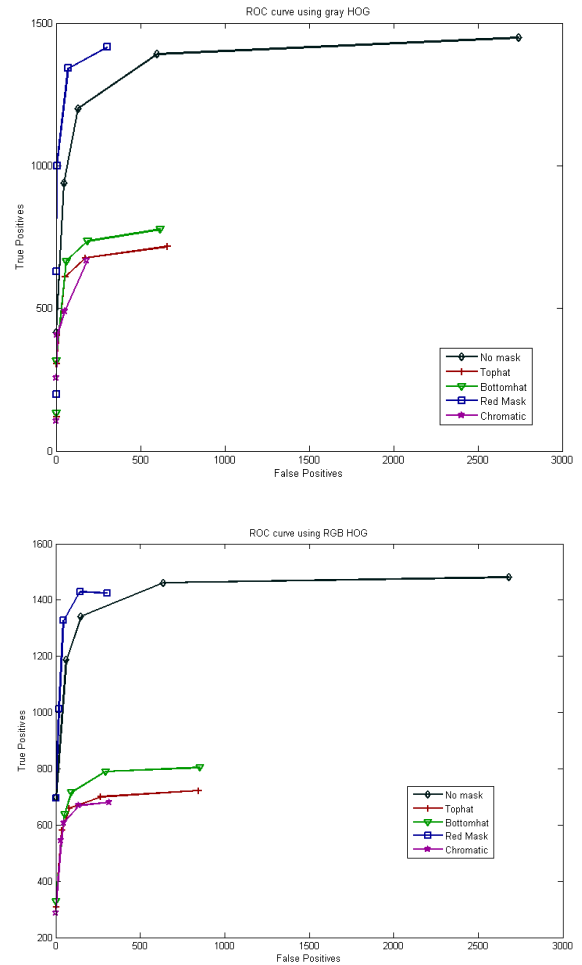 ROC curve using gray HOG
1500
1000
500
0
True Positives
No mask
Tophat
Bottomhat
Red Mask
Chromatic
0 500 1000 1500 2000 2500 3000
False Positives
ROC curve using RGB HOG
1600
1400
1200
1000
800
600
400
200
True Positives
No mask
Tophat
Bottomhat
Red Mask
Chromatic
0 500 1000 1500 2000 2500 3000
False Positives